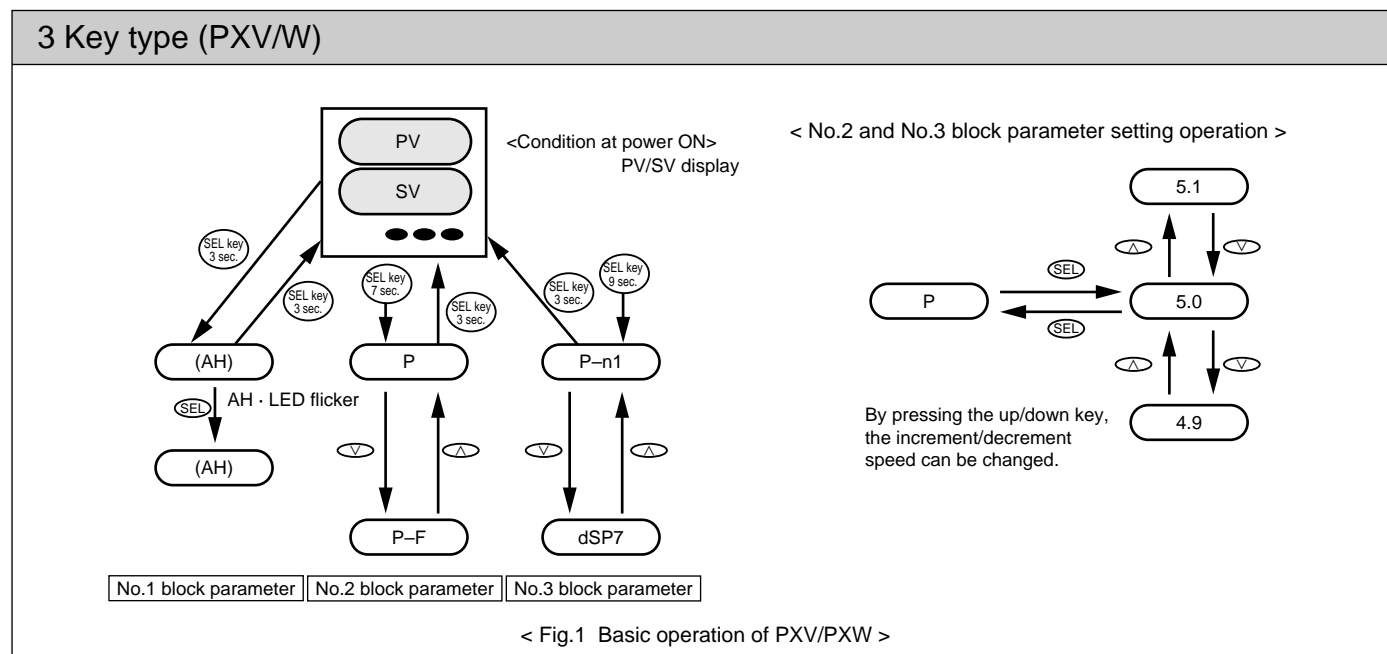 3 Key type (PXV/W)
PV
SV
<Condition at power ON>
PV/SV display
SEL key
3 sec.
SEL key
3 sec.
SEL key
7 sec.
SEL key
3 sec.
SEL key
3 sec.
SEL key
9 sec.
(AH)
P
P–n1
SEL
AH · LED flicker
(AH)
P–F
dSP7
No.1 block parameter
No.2 block parameter
No.3 block parameter
< No.2 and No.3 block parameter setting operation >
5.1
SEL
P
5.0
SEL
4.9
By pressing the up/down key,
the increment/decrement
speed can be changed.
< Fig.1 Basic operation of PXV/PXW >